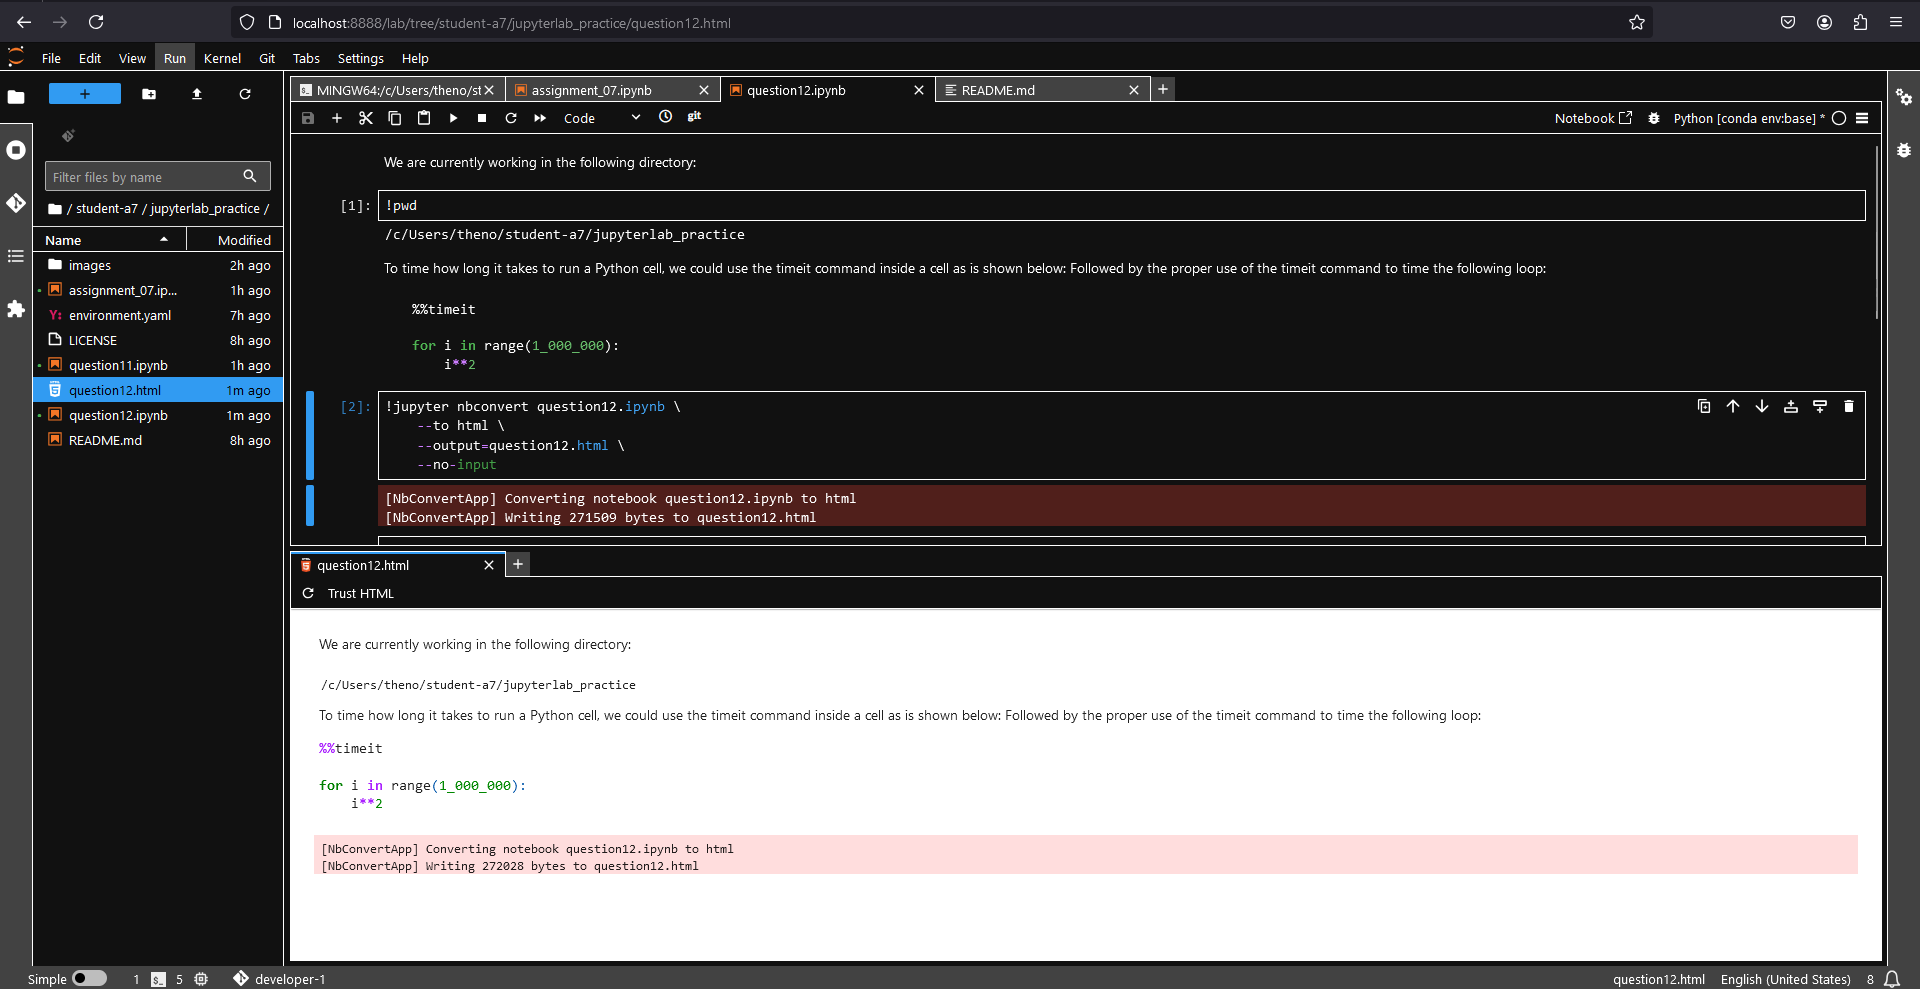 localhost:8888/lab/tree/student-a7/jupyterlab_practice/question12.html
File Edit View Run Kernel Git Tabs Settings Help
MINGW64:/c/Users/theno/st
assignment_07.ipynb
question12.ipynb
README.md
Code
git
Notebook
Python [conda env:base] *
Filter files by name
/ student-a7 / jupyterlab_practice /
Name Modified
images 2h ago
assignment_07.ip... 1h ago
Y: environment.yaml 7h ago
LICENSE 8h ago
question11.ipynb 1h ago
question12.html 1m ago
question12.ipynb 1m ago
README.md 8h ago
We are currently working in the following directory:
[1]: !pwd
/c/Users/theno/student-a7/jupyterlab_practice
To time how long it takes to run a Python cell, we could use the timeit command inside a cell as is shown below: Followed by the proper use of the timeit command to time the following loop:
%%timeit
for i in range(1_000_000):
    i**2
[2]: !jupyter nbconvert question12.ipynb \
    --to html \
    --output=question12.html \
    --no-input
[NbConvertApp] Converting notebook question12.ipynb to html
[NbConvertApp] Writing 271509 bytes to question12.html
question12.html
Trust HTML
We are currently working in the following directory:
/c/Users/theno/student-a7/jupyterlab_practice
To time how long it takes to run a Python cell, we could use the timeit command inside a cell as is shown below: Followed by the proper use of the timeit command to time the following loop:
%%timeit
for i in range(1_000_000):
    i**2
[NbConvertApp] Converting notebook question12.ipynb to html
[NbConvertApp] Writing 272028 bytes to question12.html
Simple 1 $_ 5 developer-1
question12.html English (United States) 8